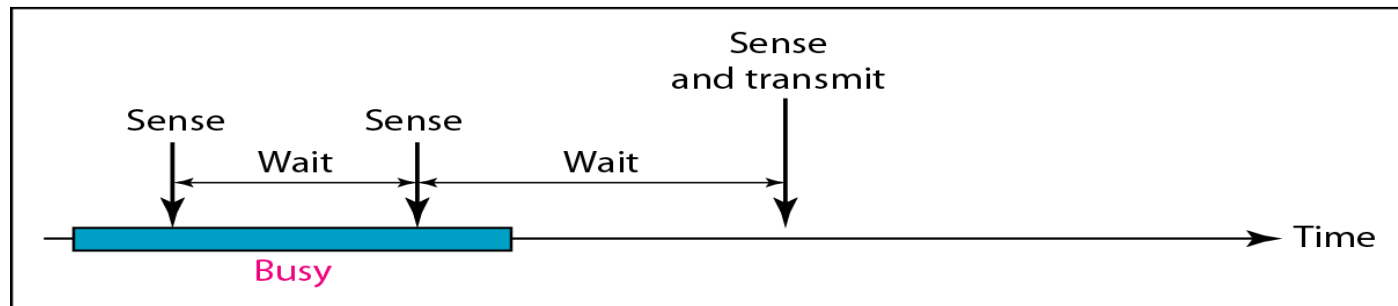 Sense
and transmit
Sense
Sense
Wait
Wait
Time
Busy